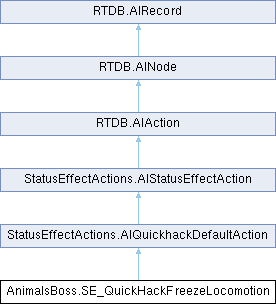 RTDB.AIRecord
RTDB.AINode
RTDB.AIAction
StatusEffectActions.AIStatusEffectAction
StatusEffectActions.AIQuickhackDefaultAction
AnimalsBoss.SE_QuickHackFreezeLocomotion